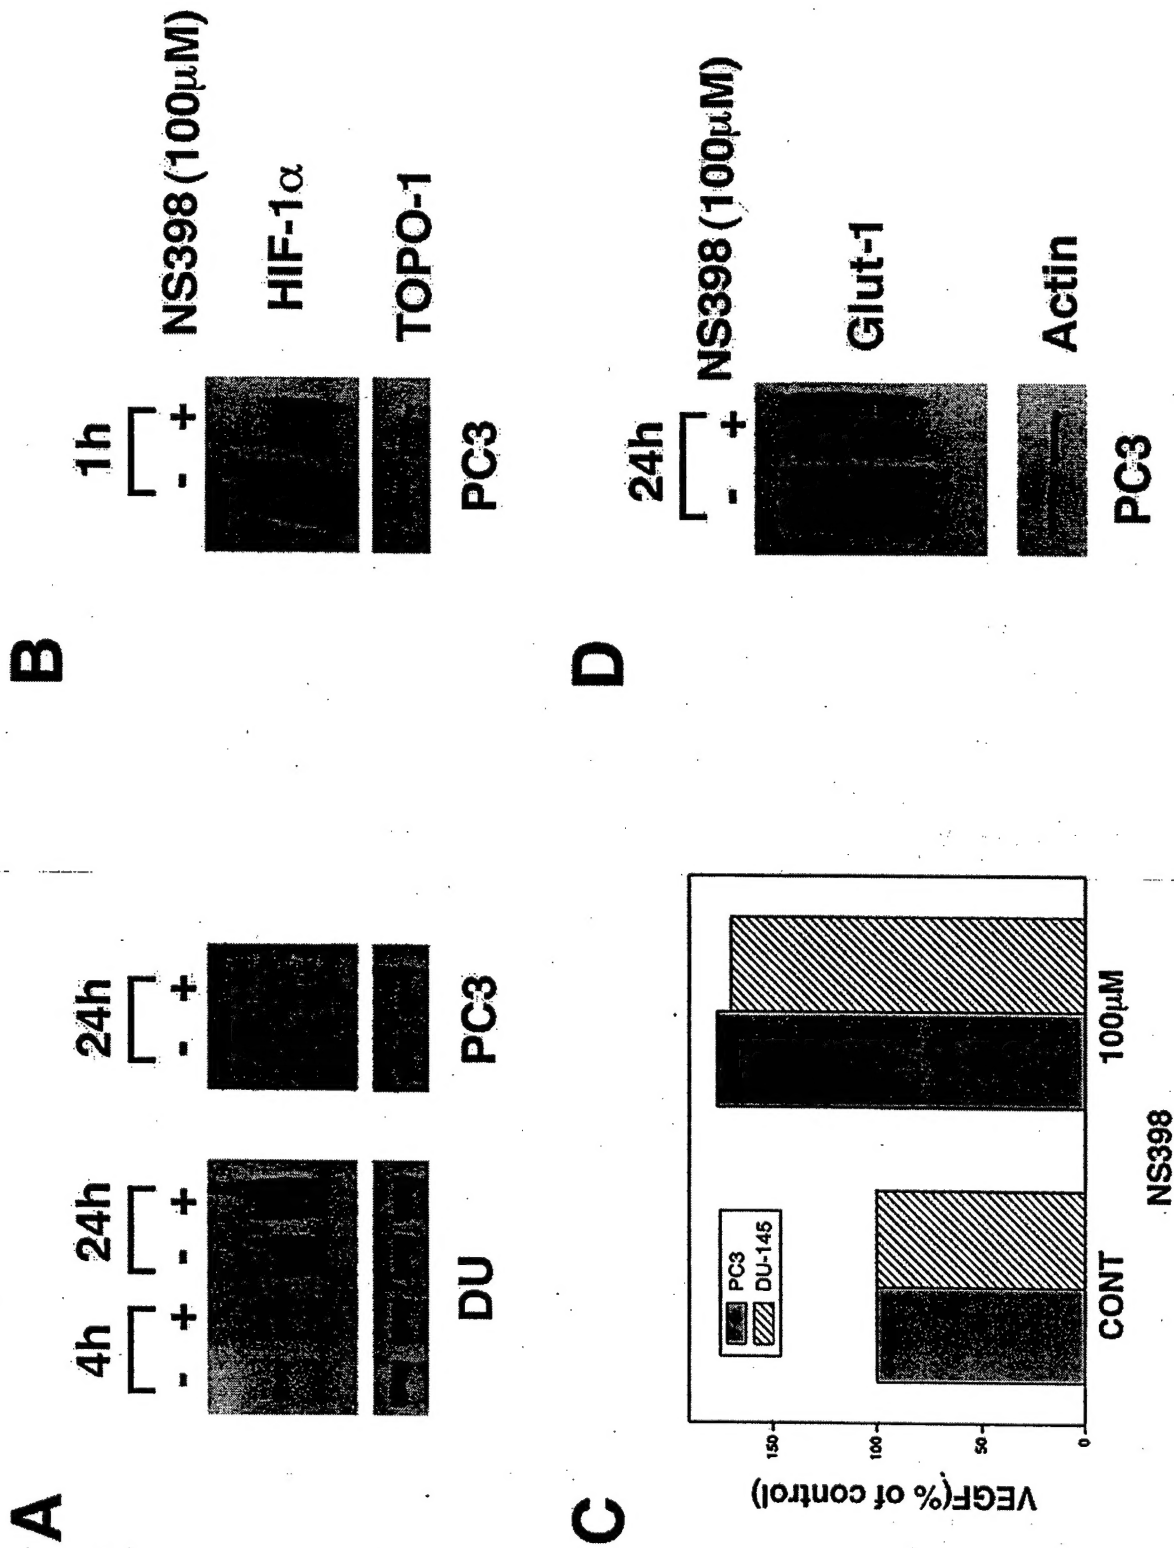 A
4h 24h 24h
- + - + - +
DU PC3
B
1h
- + NS398 (100μM)
HIF-1α
TOPO-1
PC3
C
VEGF(% of control)
150
100
50
0
PC3
DU-145
CONT 100μM
NS398
D
24h
- + NS398 (100μM)
Glut-1
Actin
PC3